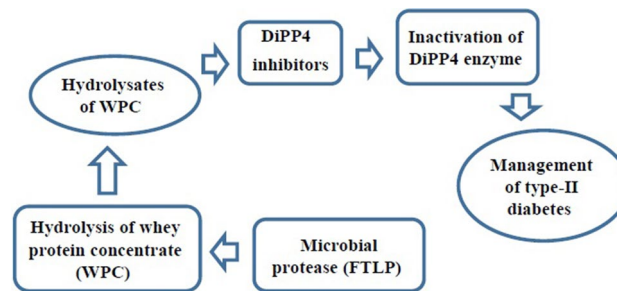 DiPP4
inhibitors
Inactivation of
DiPP4 enzyme
Hydrolysates
of WPC
Management
of type-II
diabetes
Hydrolysis of whey
protein concentrate
(WPC)
Microbial
protease (FTLP)